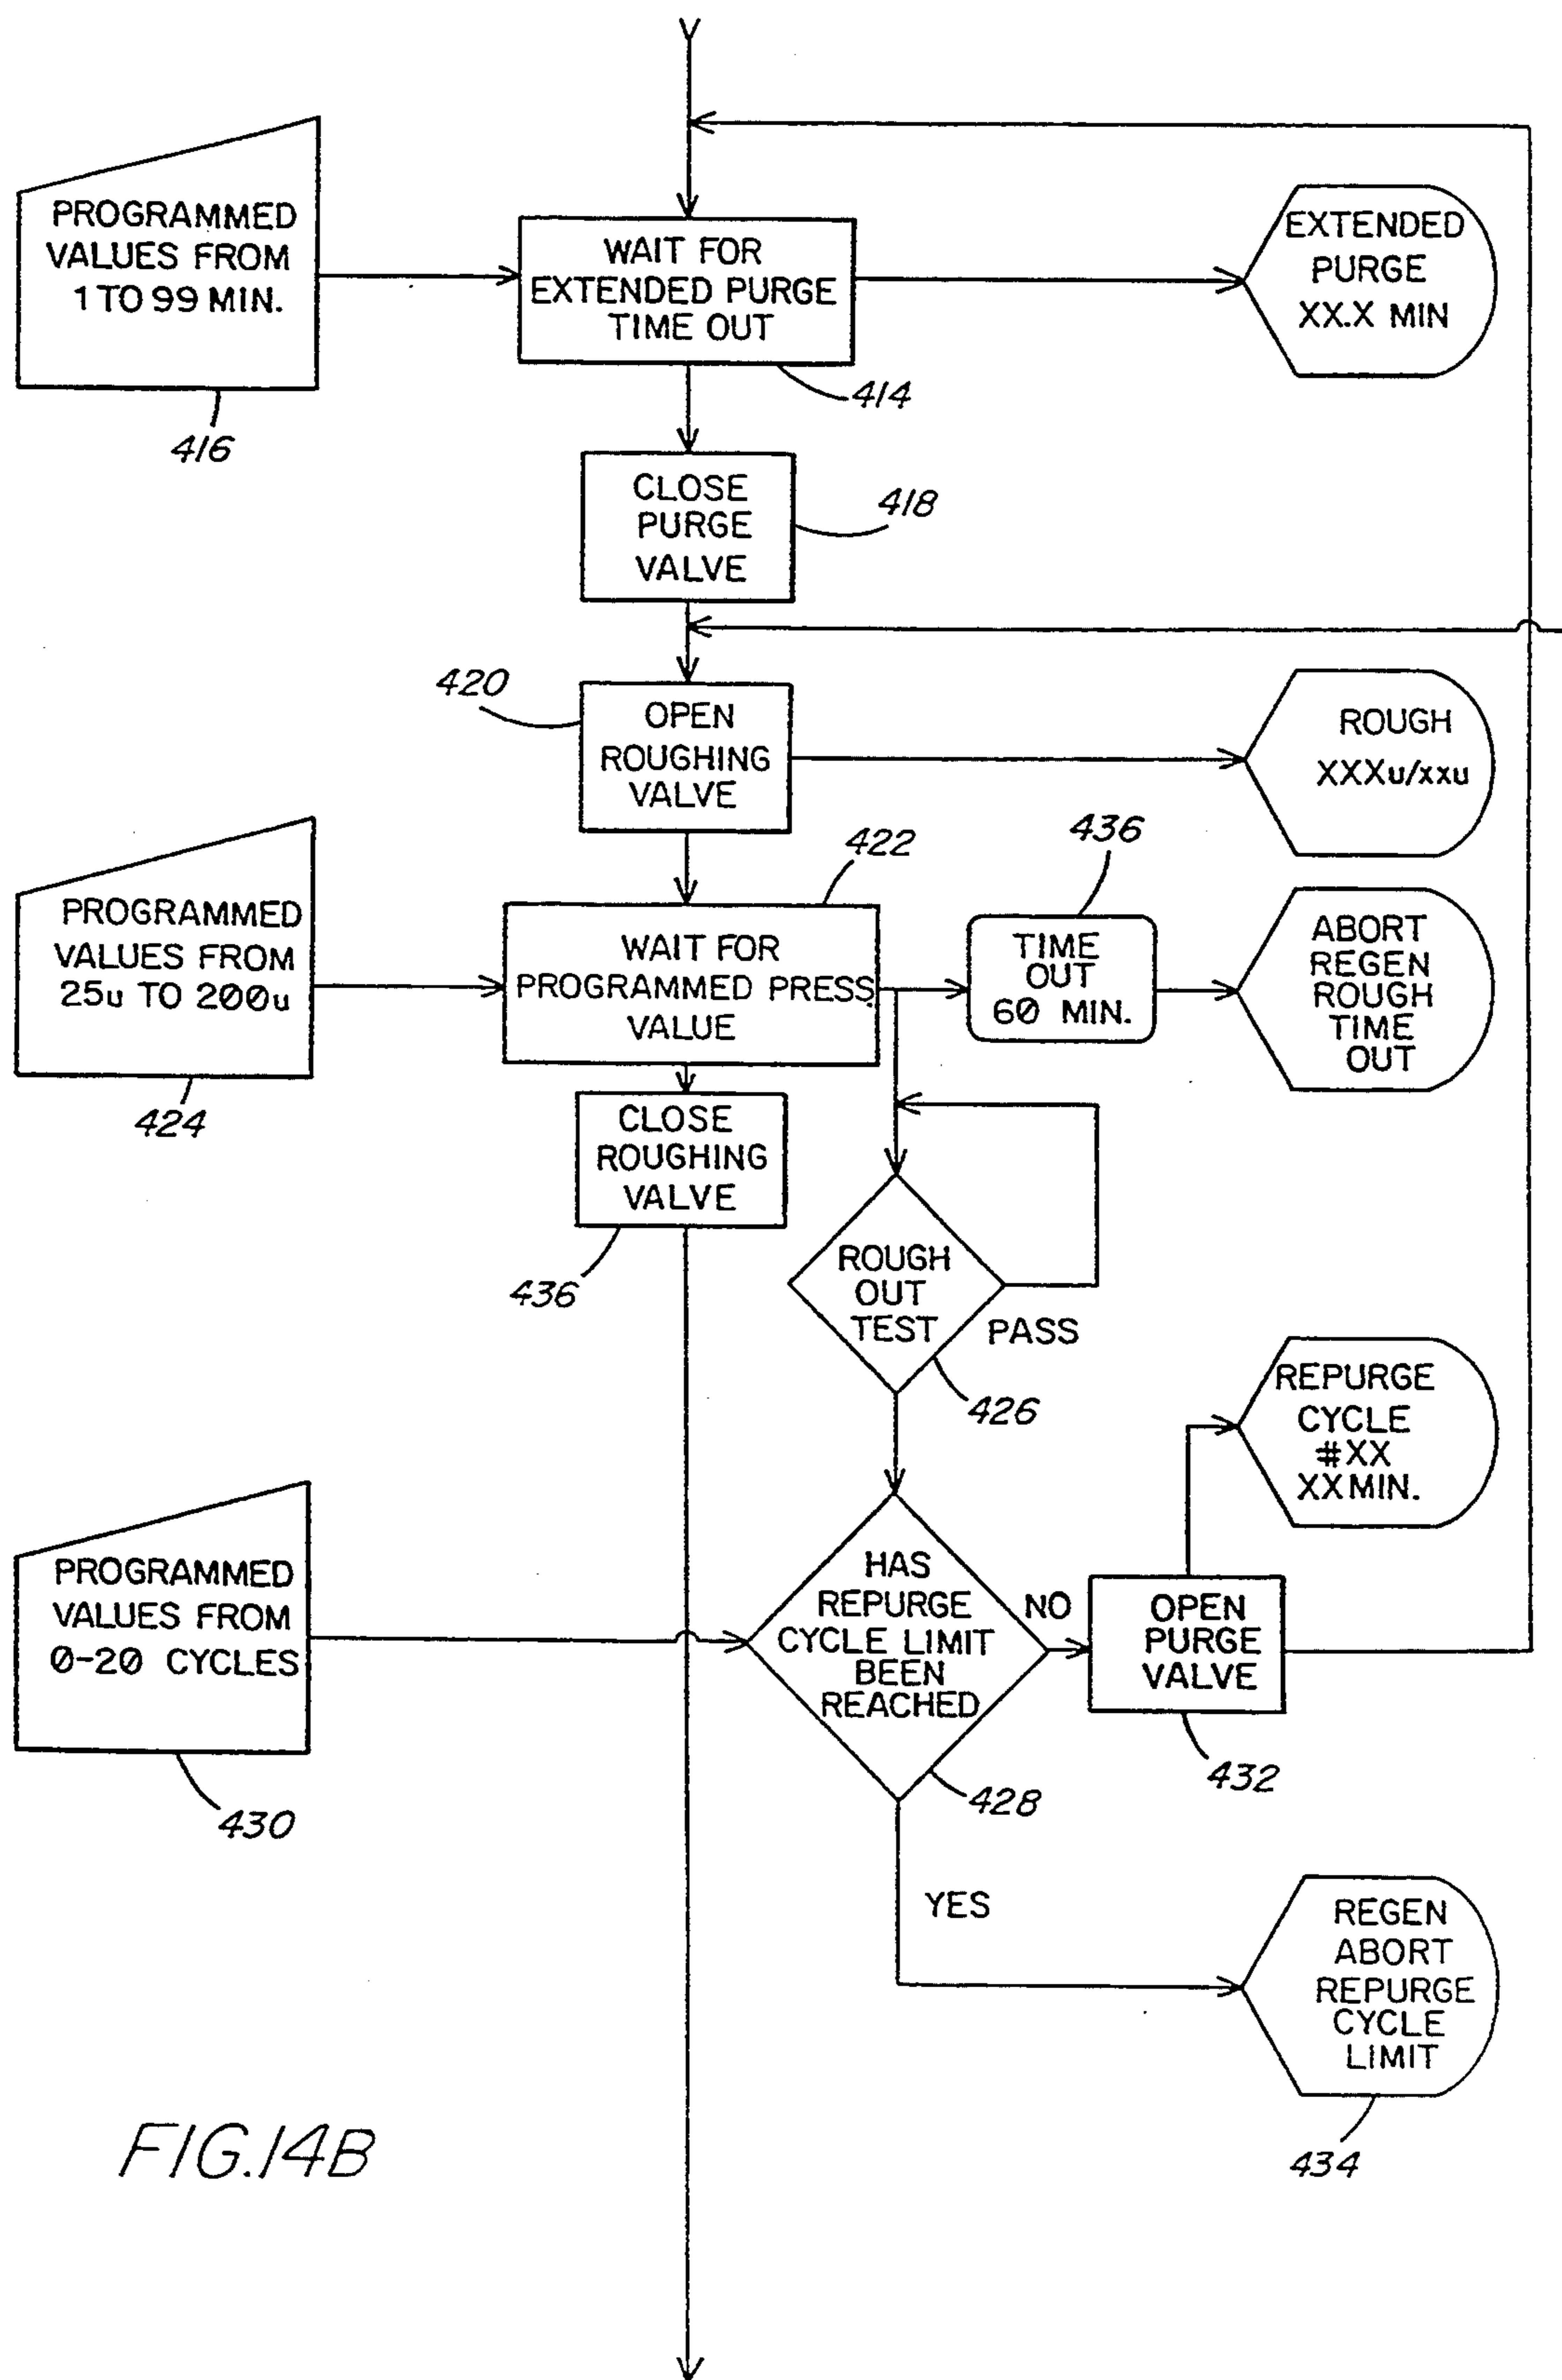 PROGRAMMED
VALUES FROM
1 TO 99 MIN.
416
WAIT FOR
EXTENDED PURGE
TIME OUT
414
EXTENDED
PURGE
XX.X MIN
CLOSE
PURGE
VALVE
418
420
OPEN
ROUGHING
VALVE
ROUGH
XXXu/xxu
PROGRAMMED
VALUES FROM
25u TO 200u
424
422
WAIT FOR
PROGRAMMED PRESS.
VALUE
436
TIME
OUT
60 MIN.
ABORT
REGEN
ROUGH
TIME
OUT
CLOSE
ROUGHING
VALVE
436
ROUGH
OUT
TEST
PASS
426
REPURGE
CYCLE
#XX
XX MIN.
PROGRAMMED
VALUES FROM
0-20 CYCLES
430
HAS
REPURGE
CYCLE LIMIT
BEEN
REACHED
428
NO
OPEN
PURGE
VALVE
432
YES
REGEN
ABORT
REPURGE
CYCLE
LIMIT
434
FIG.14B